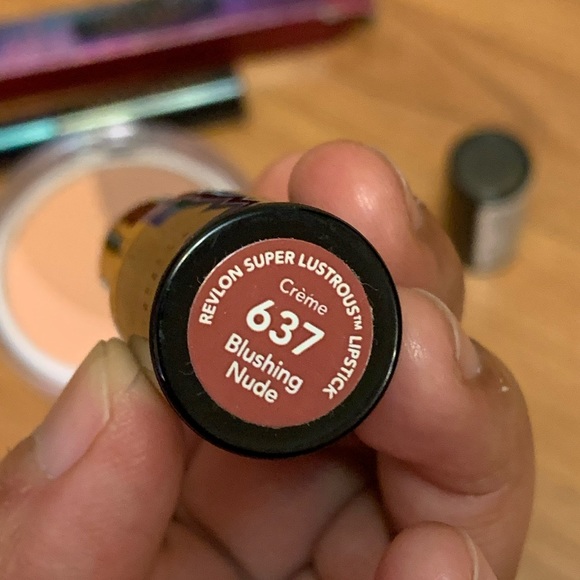 REVLON SUPER LUSTROUS™ LIPSTICK
Crème
637
Blushing
Nude